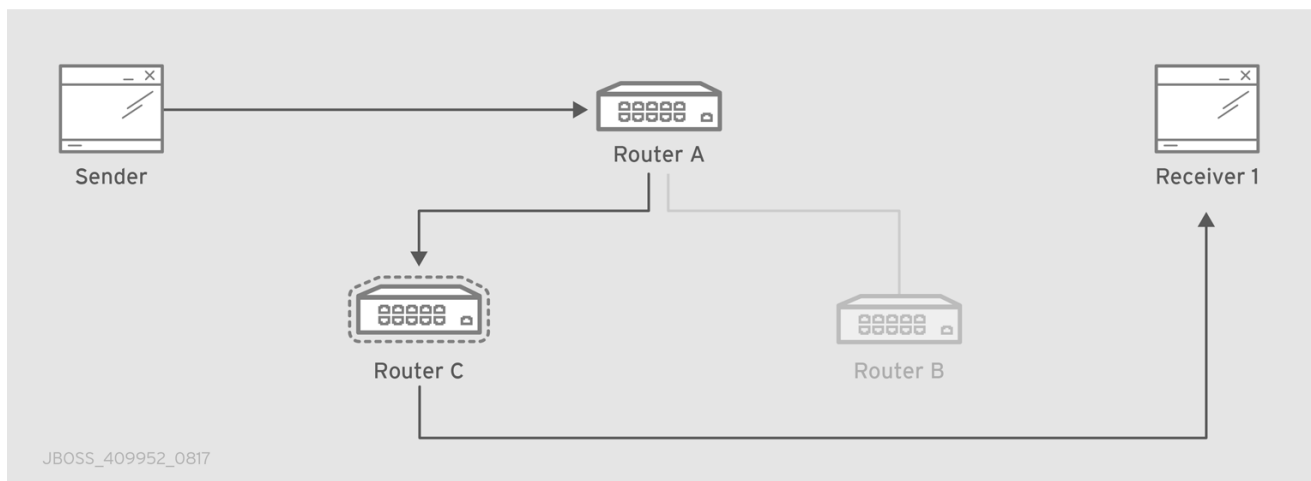 Sender
Router A
Receiver 1
Router C
Router B
JBOSS_409952_0817